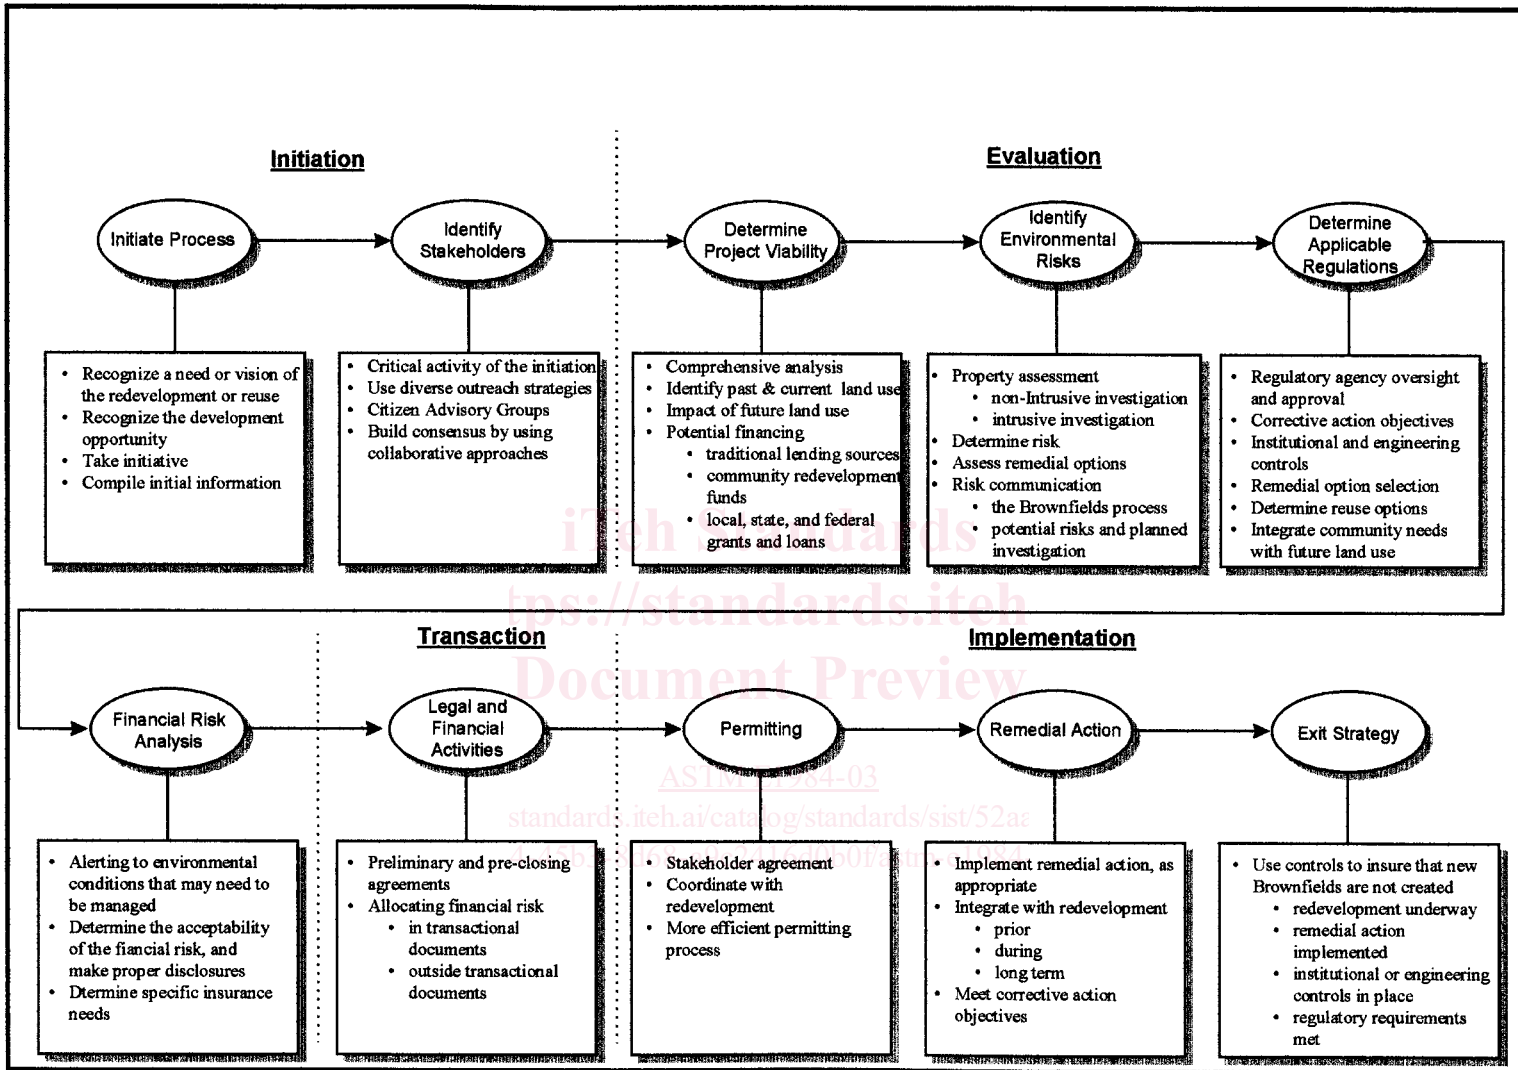 Initiation
Evaluation
Initiate Process
Identify
Stakeholders
Determine
Project Viability
Identify
Environmental
Risks
Determine
Applicable
Regulations
• Recognize a need or vision of
the redevelopment or reuse
• Recognize the development
opportunity
• Take initiative
• Compile initial information
• Critical activity of the initiation
• Use diverse outreach strategies
• Citizen Advisory Groups
• Build consensus by using
collaborative approaches
• Comprehensive analysis
• Identify past & current land use
• Impact of future land use
• Potential financing
• traditional lending sources
• community redevelopment
funds
• local, state, and federal
grants and loans
• Property assessment
• non-Intrusive investigation
• intrusive investigation
• Determine risk
• Assess remedial options
• Risk communication
• the Brownfields process
• potential risks and planned
investigation
• Regulatory agency oversight
and approval
• Corrective action objectives
• Institutional and engineering
controls
• Remedial option selection
• Determine reuse options
• Integrate community needs
with future land use
iTeh Standards
tps://standards.iteh
Document Preview
Transaction
Implementation
Financial Risk
Analysis
Legal and
Financial
Activities
Permitting
Remedial Action
Exit Strategy
ASTM E1984-03
standards.iteh.ai/catalog/standards/sist/52aa
• Alerting to environmental
conditions that may need to
be managed
• Determine the acceptability
of the fiancial risk, and
make proper disclosures
• Dtermine specific insurance
needs
• Preliminary and pre-closing
agreements
• Allocating financial risk
• in transactional
documents
• outside transactional
documents
• Stakeholder agreement
• Coordinate with
redevelopment
• More efficient permitting
process
• Implement remedial action, as
appropriate
• Integrate with redevelopment
• prior
• during
• long term
• Meet corrective action
objectives
• Use controls to insure that new
Brownfields are not created
• redevelopment underway
• remedial action
implemented
• institutional or engineering
controls in place
• regulatory requirements
met